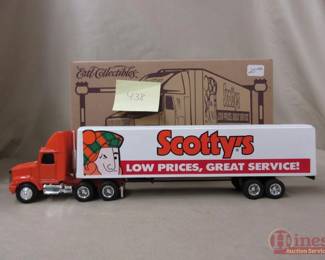 Ertl Collectibles
438
Scotty's
LOW PRICES, GREAT SERVICE!
Hines
Auction Service